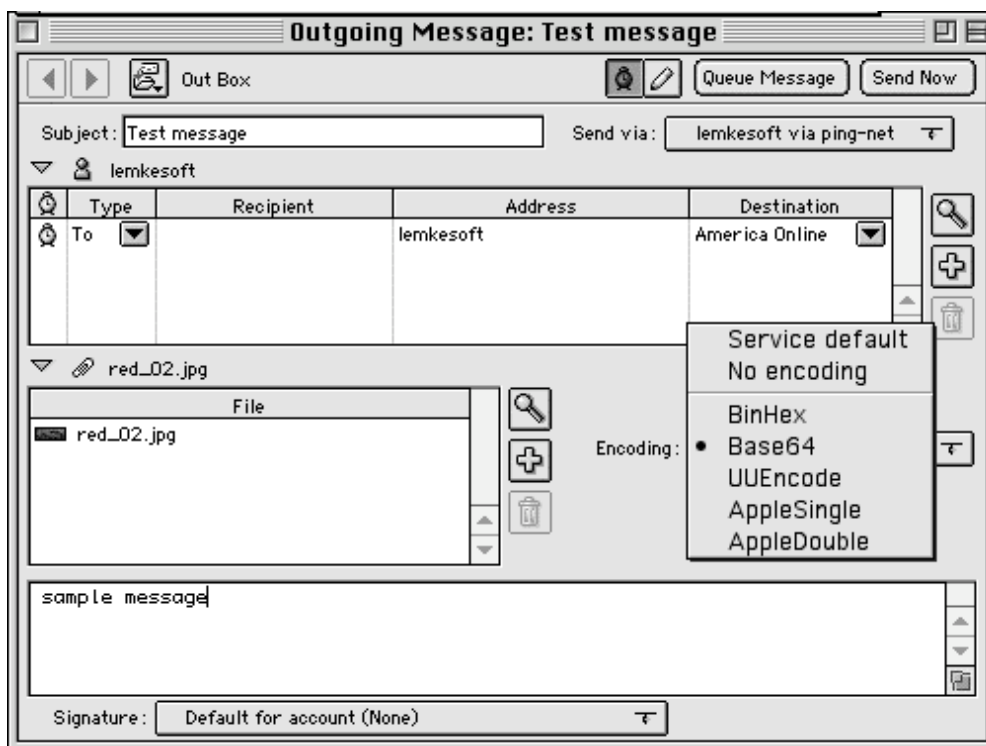 Outgoing Message: Test message
Out Box
Queue Message
Send Now
Subject: Test message
Send via: lemkesoft via ping-net
lemkesoft
Type Recipient Address Destination
To lemkesoft America Online
red_02.jpg
File
red_02.jpg
Encoding:
Service default
No encoding
BinHex
Base64
UUEncode
AppleSingle
AppleDouble
sample message
Signature: Default for account (None)